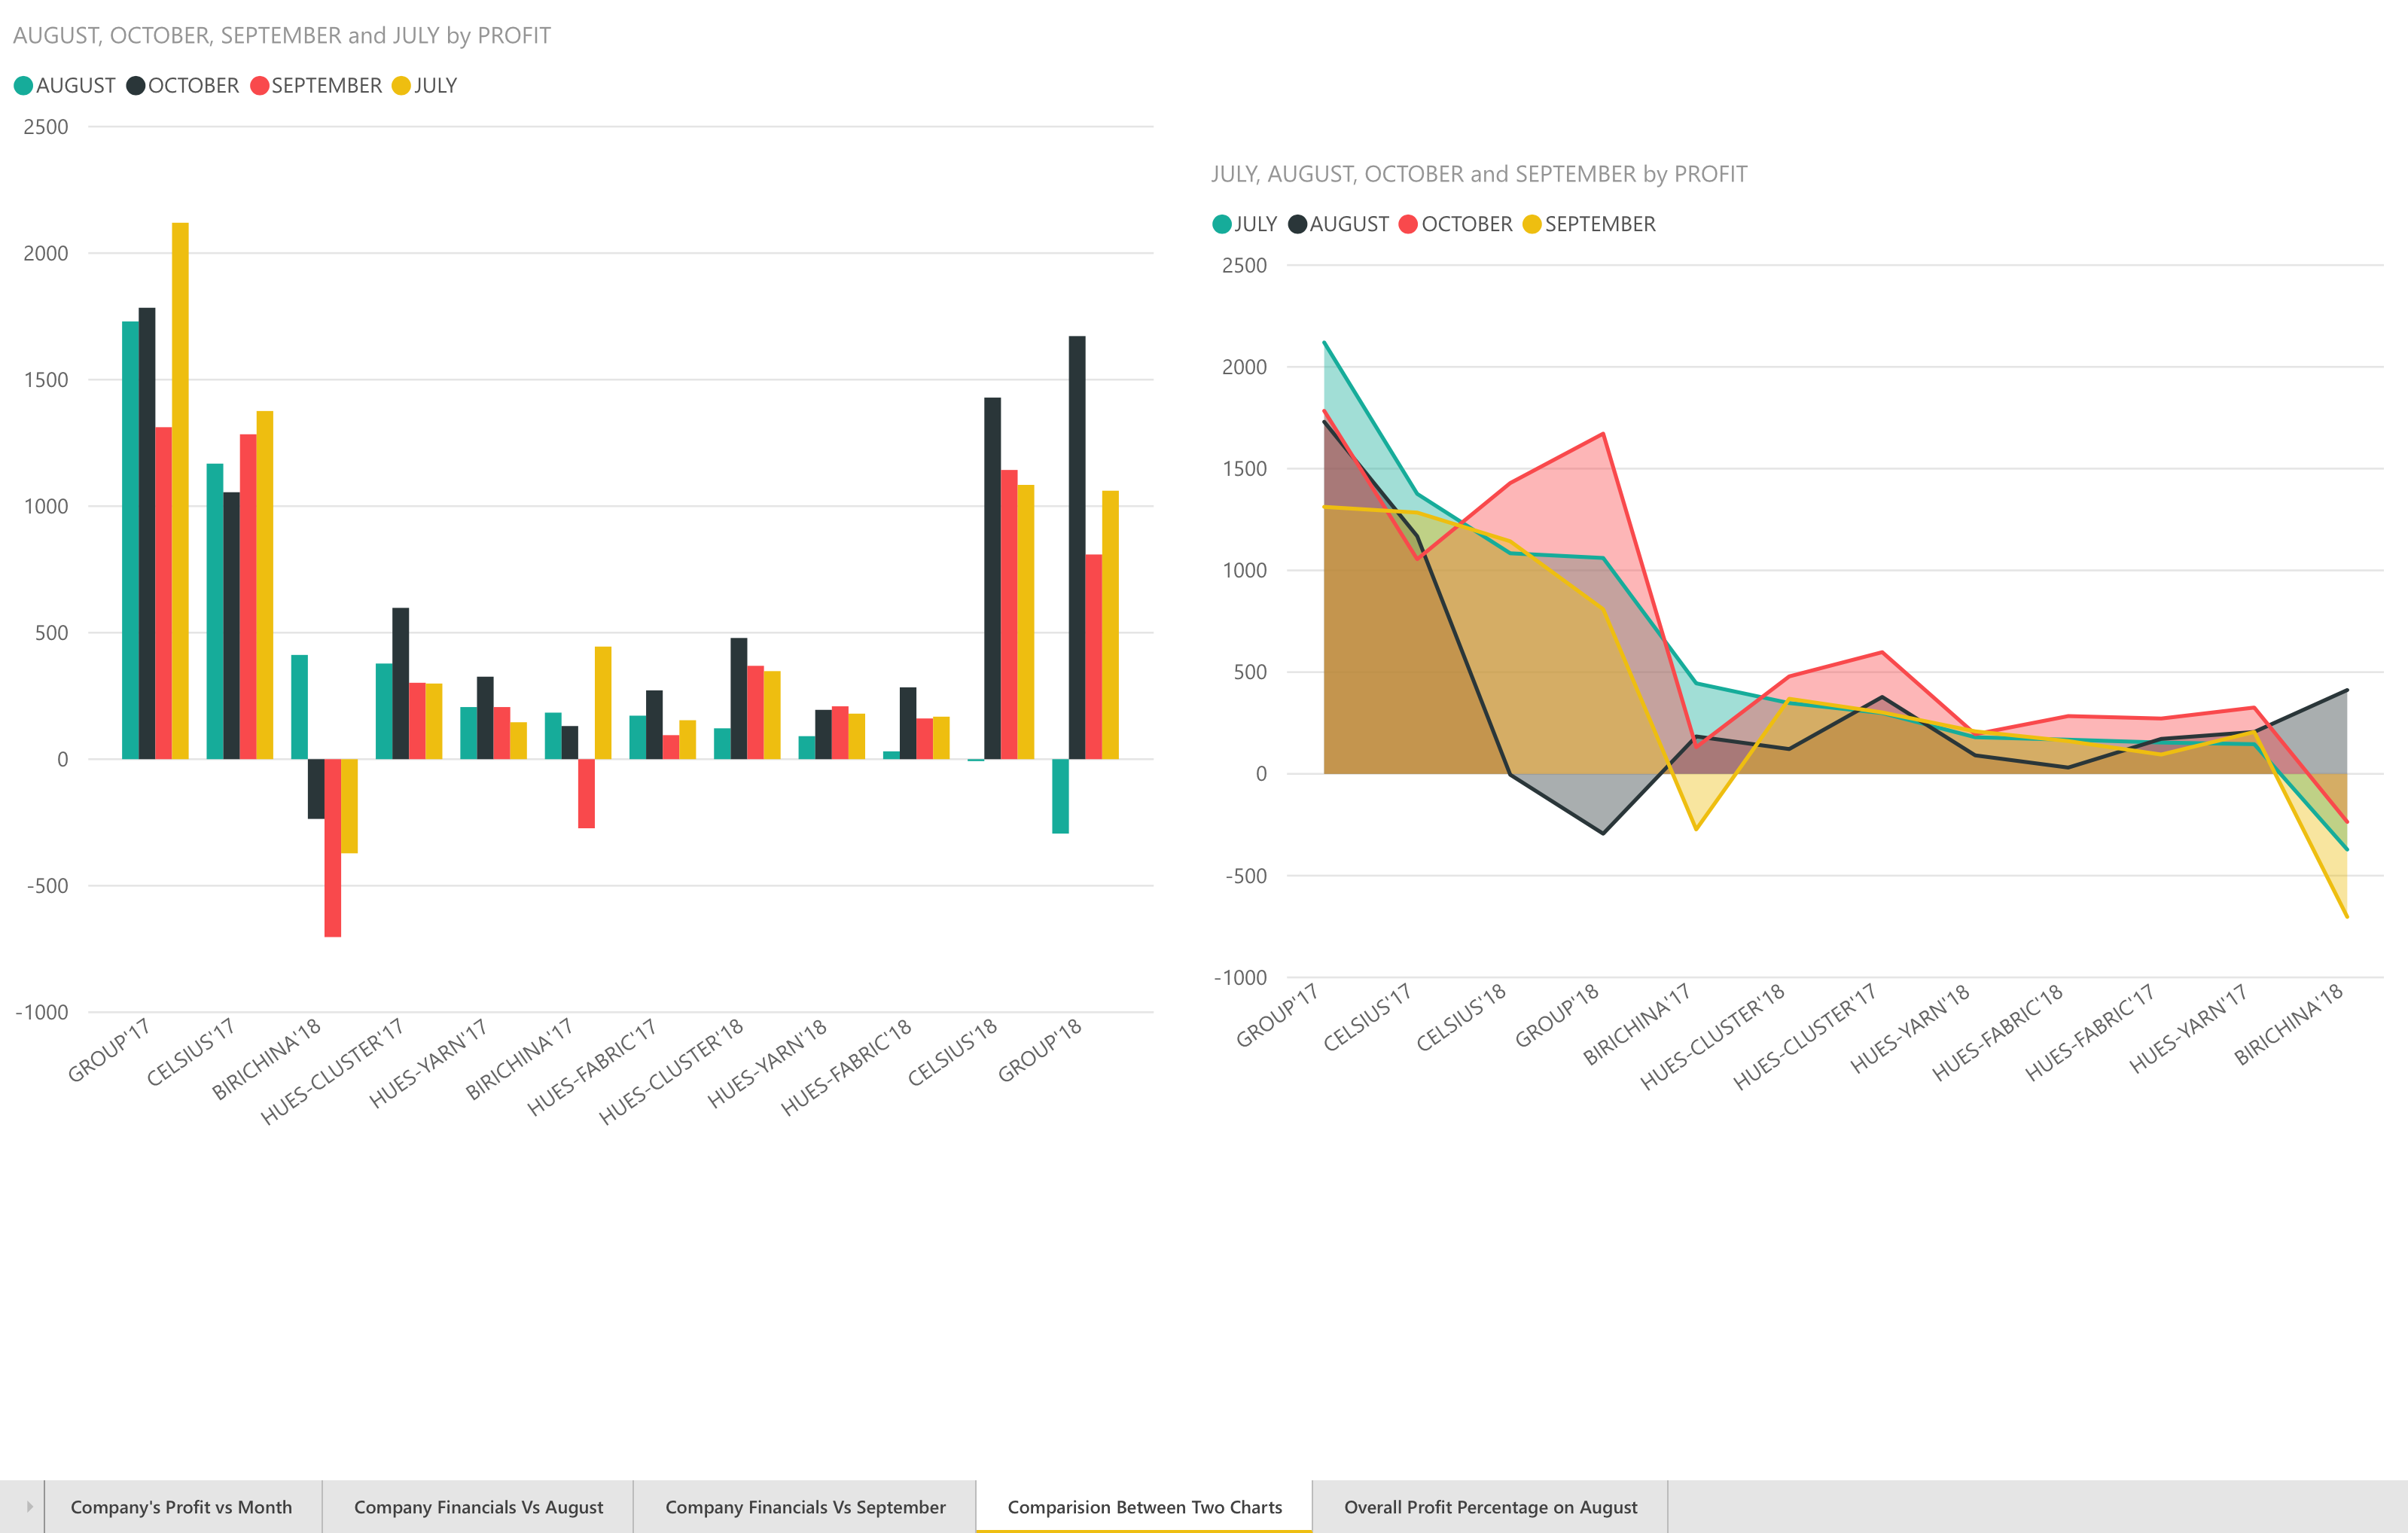 AUGUST, OCTOBER, SEPTEMBER and JULY by PROFIT
AUGUST OCTOBER SEPTEMBER JULY
2500
2000
1500
1000
500
0
-500
-1000
GROUP'17
CELSIUS'17
BIRICHINA'18
HUES-CLUSTER'17
HUES-YARN'17
BIRICHINA'17
HUES-FABRIC'17
HUES-CLUSTER'18
HUES-YARN'18
HUES-FABRIC'18
CELSIUS'18
GROUP'18
JULY, AUGUST, OCTOBER and SEPTEMBER by PROFIT
JULY AUGUST OCTOBER SEPTEMBER
2500
2000
1500
1000
500
0
-500
-1000
GROUP'17
CELSIUS'17
CELSIUS'18
GROUP'18
BIRICHINA'17
HUES-CLUSTER'18
HUES-CLUSTER'17
HUES-YARN'18
HUES-FABRIC'18
HUES-FABRIC'17
HUES-YARN'17
BIRICHINA'18
Company's Profit vs Month
Company Financials Vs August
Company Financials Vs September
Comparision Between Two Charts
Overall Profit Percentage on August